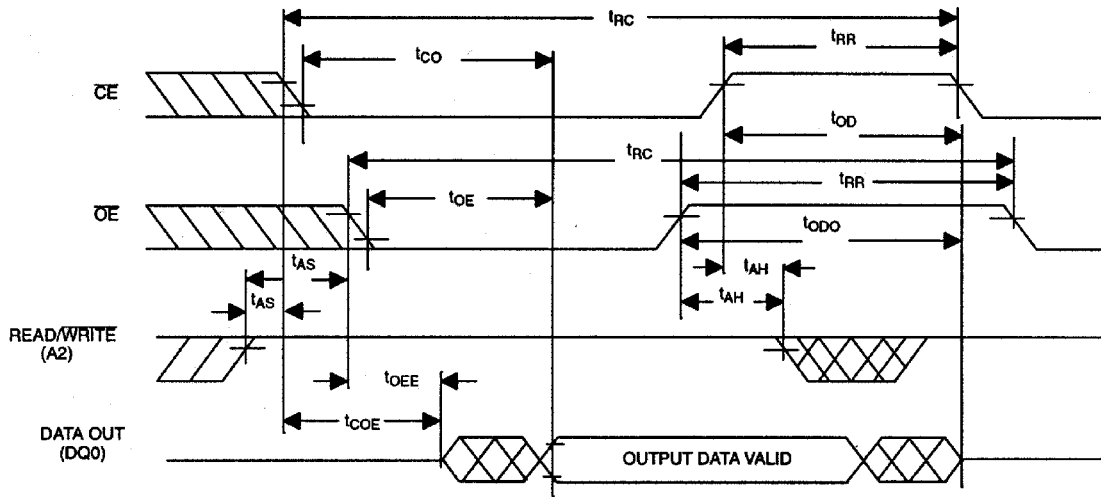 tRC
tRR
tCO
CE
tOD
tRC
tRR
tOE
OE
tODO
tAS
tAH
tAS
tAH
READ/WRITE
(A2)
tOEE
tCOE
DATA OUT
(DQ0)
OUTPUT DATA VALID